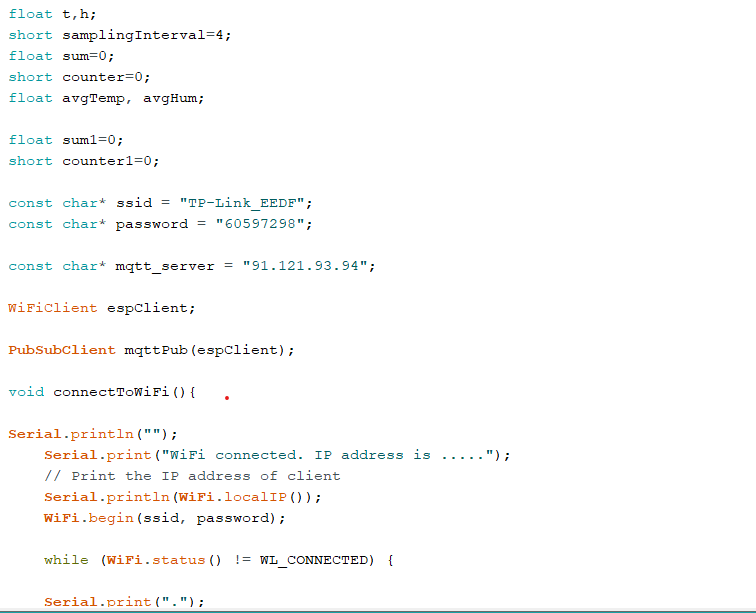 float t,h;
short samplingInterval=4;
float sum=0;
short counter=0;
float avgTemp, avgHum;
float sum1=0;
short counter1=0;
const char* ssid = "TP-Link_EEDF";
const char* password = "60597298";
const char* mqtt_server = "91.121.93.94";
WiFiClient espClient;
PubSubClient mqttPub(espClient);
void connectToWiFi(){
Serial.println("");
Serial.print("WiFi connected. IP address is .....");
// Print the IP address of client
Serial.println(WiFi.localIP());
WiFi.begin(ssid, password);
while (WiFi.status() != WL_CONNECTED) {
Serial.print(".");